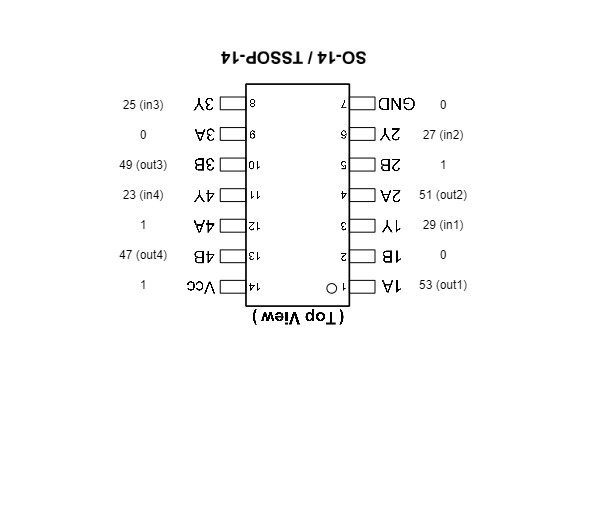 SO-14 / TSSOP-14
25 (in3) 3Y 8 7 GND 0
0 3A 9 6 2Y 27 (in2)
49 (out3) 3B 10 5 2B 1
23 (in4) 4Y 11 4 2A 51 (out2)
1 4A 12 3 1Y 29 (in1)
47 (out4) 4B 13 2 1B 0
1 Vcc 14 1 1A 53 (out1)
( Top View )